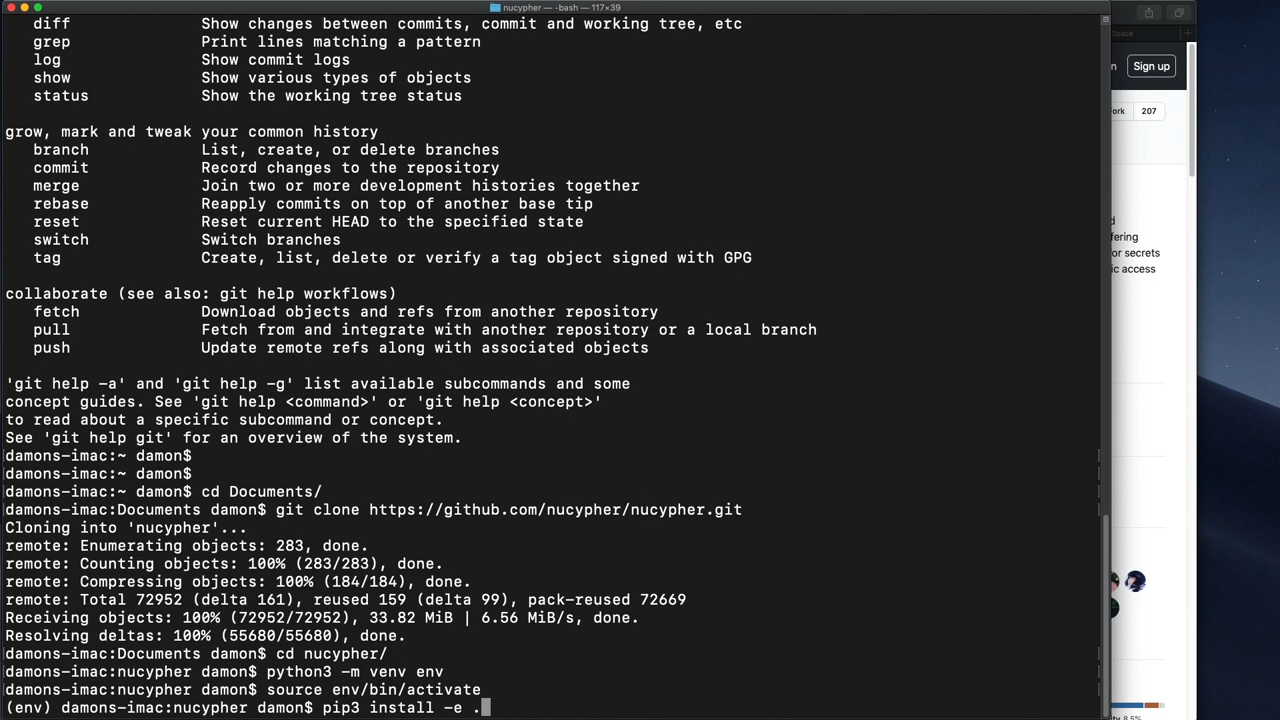 nucypher — -bash — 117×39
diff Show changes between commits, commit and working tree, etc
grep Print lines matching a pattern
log Show commit logs
show Show various types of objects
status Show the working tree status
grow, mark and tweak your common history
branch List, create, or delete branches
commit Record changes to the repository
merge Join two or more development histories together
rebase Reapply commits on top of another base tip
reset Reset current HEAD to the specified state
switch Switch branches
tag Create, list, delete or verify a tag object signed with GPG
collaborate (see also: git help workflows)
fetch Download objects and refs from another repository
pull Fetch from and integrate with another repository or a local branch
push Update remote refs along with associated objects
'git help -a' and 'git help -g' list available subcommands and some
concept guides. See 'git help <command>' or 'git help <concept>'
to read about a specific subcommand or concept.
See 'git help git' for an overview of the system.
damons-imac:~ damon$
damons-imac:~ damon$
damons-imac:~ damon$ cd Documents/
damons-imac:Documents damon$ git clone https://github.com/nucypher/nucypher.git
Cloning into 'nucypher'...
remote: Enumerating objects: 283, done.
remote: Counting objects: 100% (283/283), done.
remote: Compressing objects: 100% (184/184), done.
remote: Total 72952 (delta 161), reused 159 (delta 99), pack-reused 72669
Receiving objects: 100% (72952/72952), 33.82 MiB | 6.56 MiB/s, done.
Resolving deltas: 100% (55680/55680), done.
damons-imac:Documents damon$ cd nucypher/
damons-imac:nucypher damon$ python3 -m venv env
damons-imac:nucypher damon$ source env/bin/activate
(env) damons-imac:nucypher damon$ pip3 install -e .
Space
n Sign up
ork 207
d
fering
or secrets
ic access
ity 8.5%